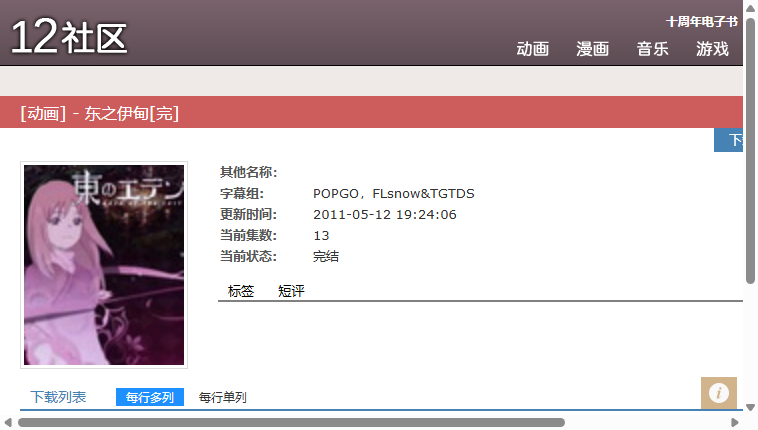 12社区
十周年电子书
动画 漫画 音乐 游戏
[动画] - 东之伊甸[完]
東のエデン
其他名称:
字幕组: POPGO，FLsnow&TGTDS
更新时间: 2011-05-12 19:24:06
当前集数: 13
当前状态: 完结
标签 短评
下载列表 每行多列 每行单列
i